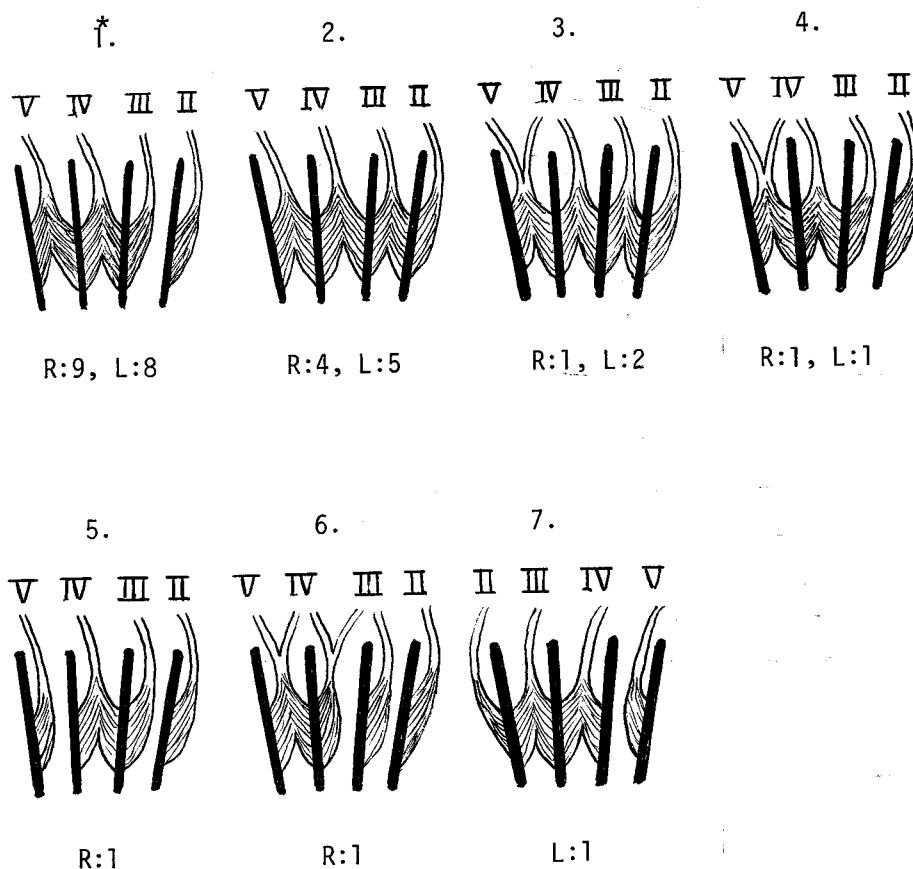 *
1. 2. 3. 4.
V IV III II V IV III II V IV III II V IV III II
R:9, L:8 R:4, L:5 R:1, L:2 R:1, L:1
5. 6. 7.
V IV III II V IV III II II III IV V
R:1 R:1 L:1